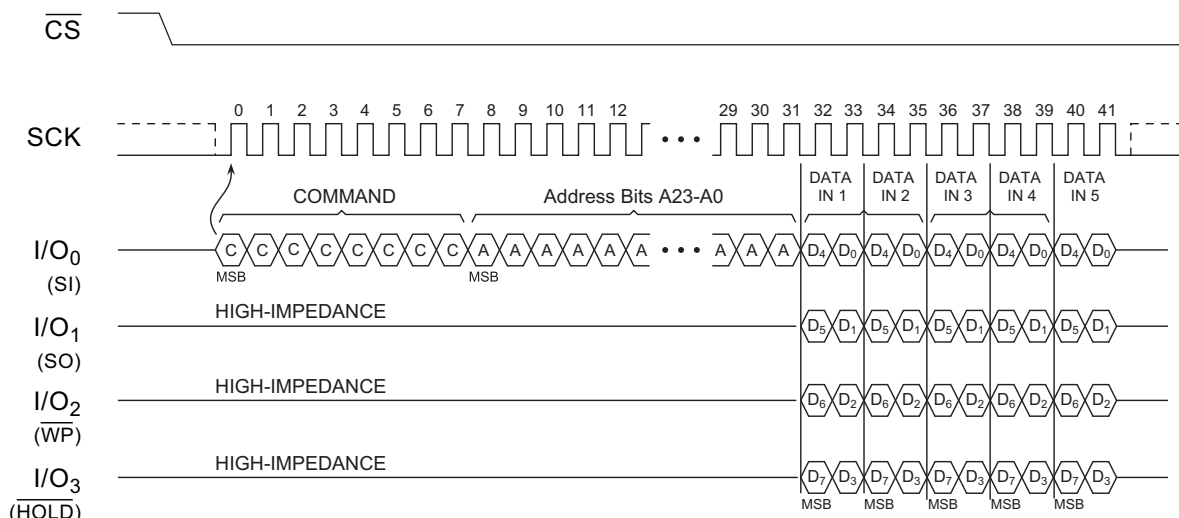 CS
0 1 2 3 4 5 6 7 8 9 10 11 12 29 30 31 32 33 34 35 36 37 38 39 40 41
SCK
•••
DATA IN 1 DATA IN 2 DATA IN 3 DATA IN 4 DATA IN 5
COMMAND Address Bits A23-A0
I/O0 C C C C C C C C A A A A A A ••• A A A D4 D0 D4 D0 D4 D0 D4 D0 D4 D0
(SI) MSB MSB
HIGH-IMPEDANCE
I/O1 D5 D1 D5 D1 D5 D1 D5 D1 D5 D1
(SO)
HIGH-IMPEDANCE
I/O2 D6 D2 D6 D2 D6 D2 D6 D2 D6 D2
(WP)
HIGH-IMPEDANCE
I/O3 D7 D3 D7 D3 D7 D3 D7 D3 D7 D3
(HOLD) MSB MSB MSB MSB MSB